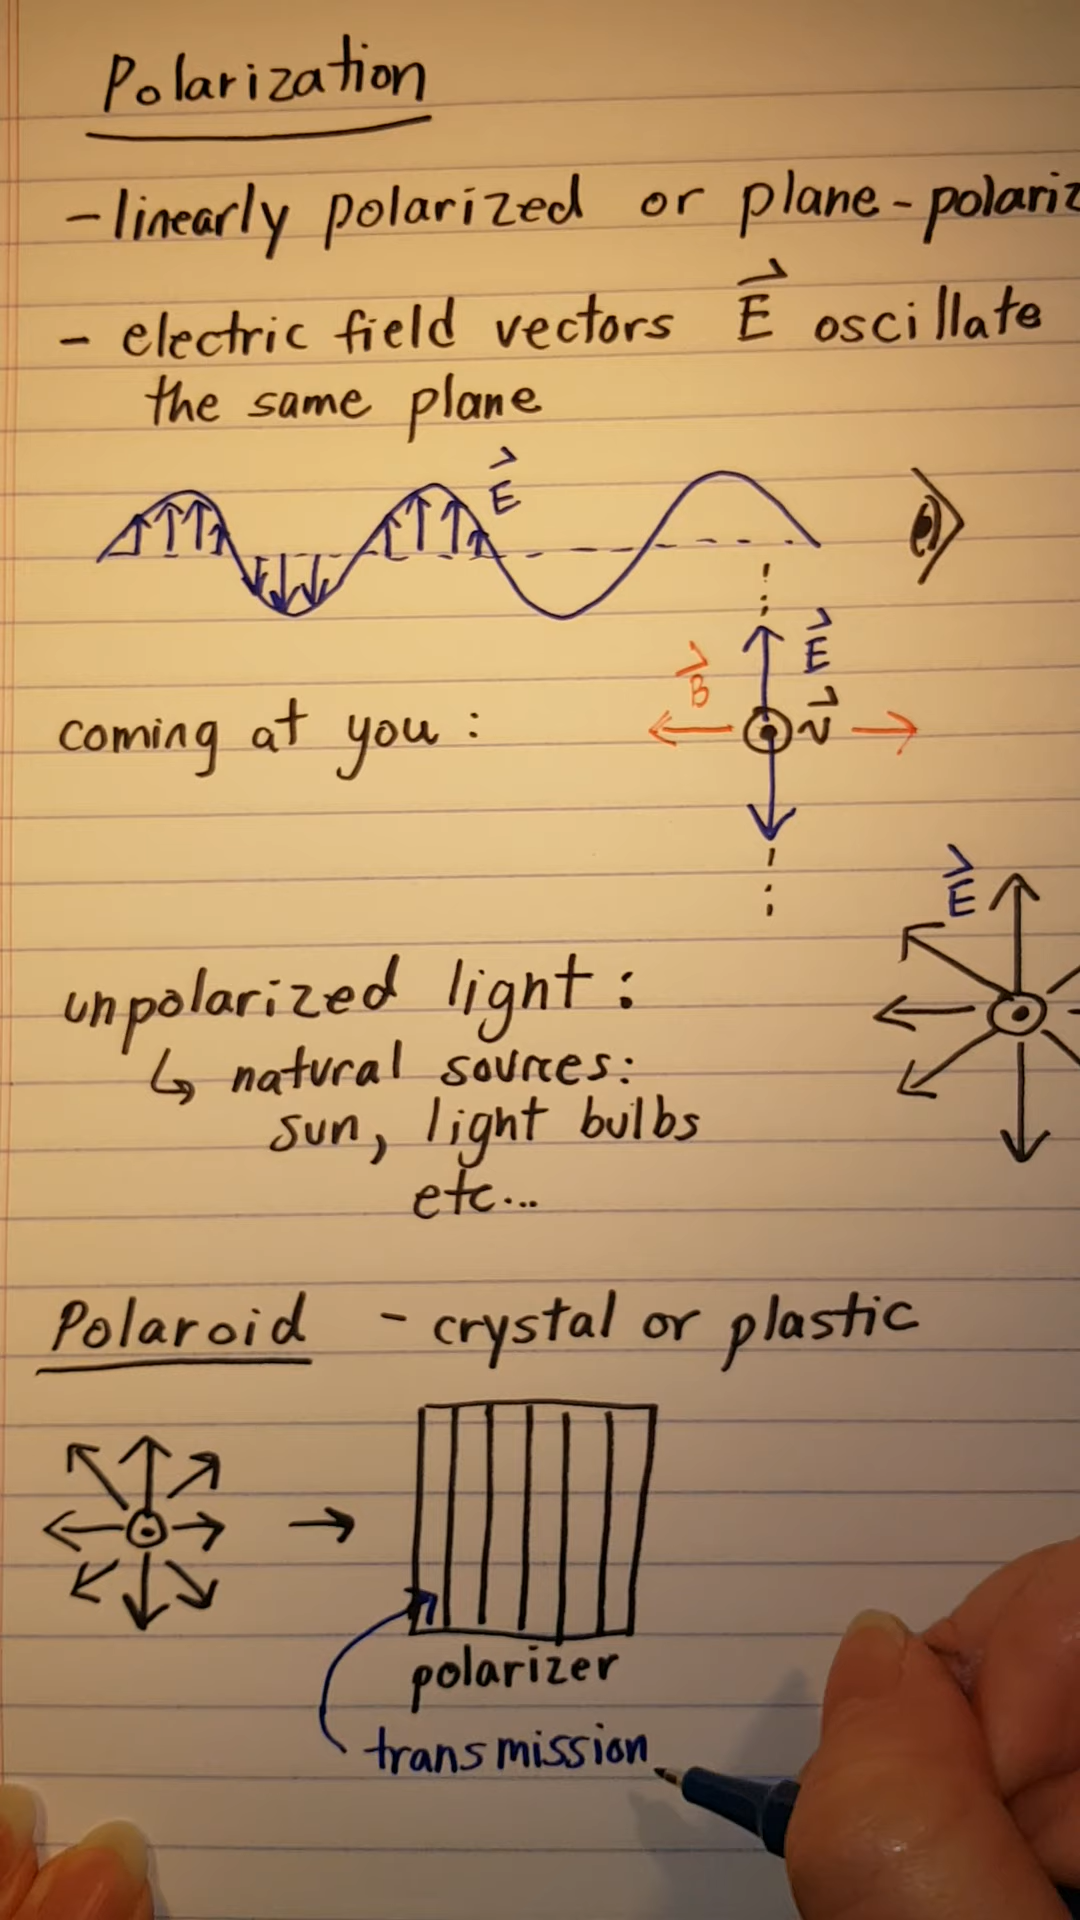 Polarization
- linearly polarized or plane-polariz
- electric field vectors E oscillate
the same plane
E
E
B
v
coming at you:
E
unpolarized light:
↳ natural sources:
sun, light bulbs
etc...
Polaroid - crystal or plastic
polarizer
transmission